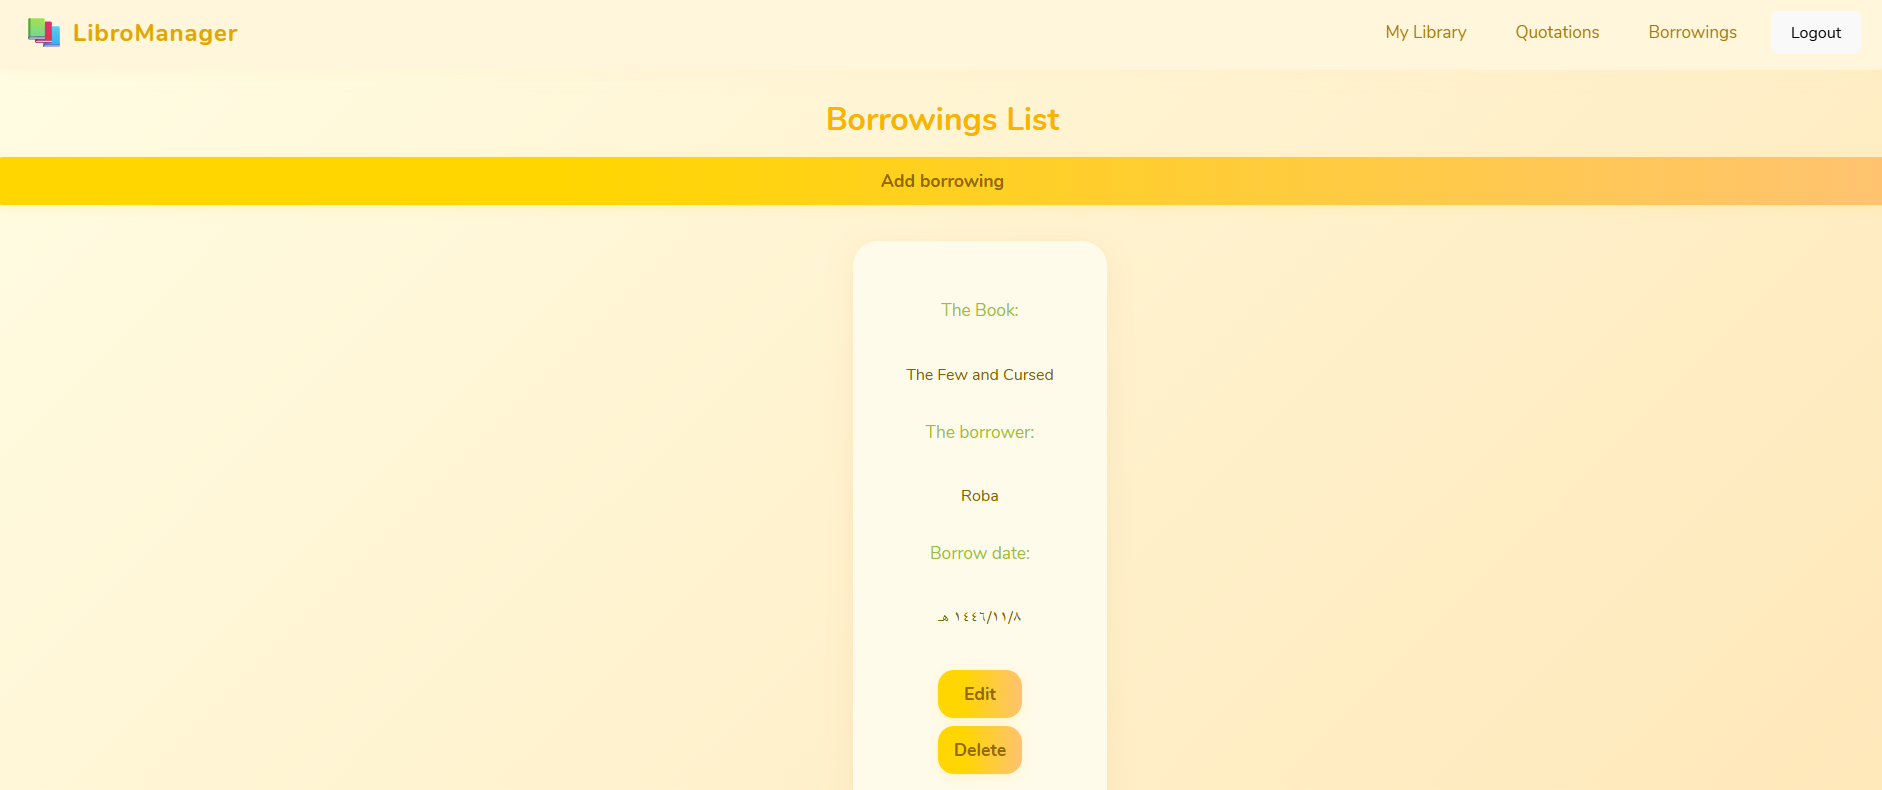 LibroManager
My Library
Quotations
Borrowings
Logout
Borrowings List
Add borrowing
The Book:
The Few and Cursed
The borrower:
Roba
Borrow date:
١٤٤٦/١١/٨ هـ
Edit
Delete